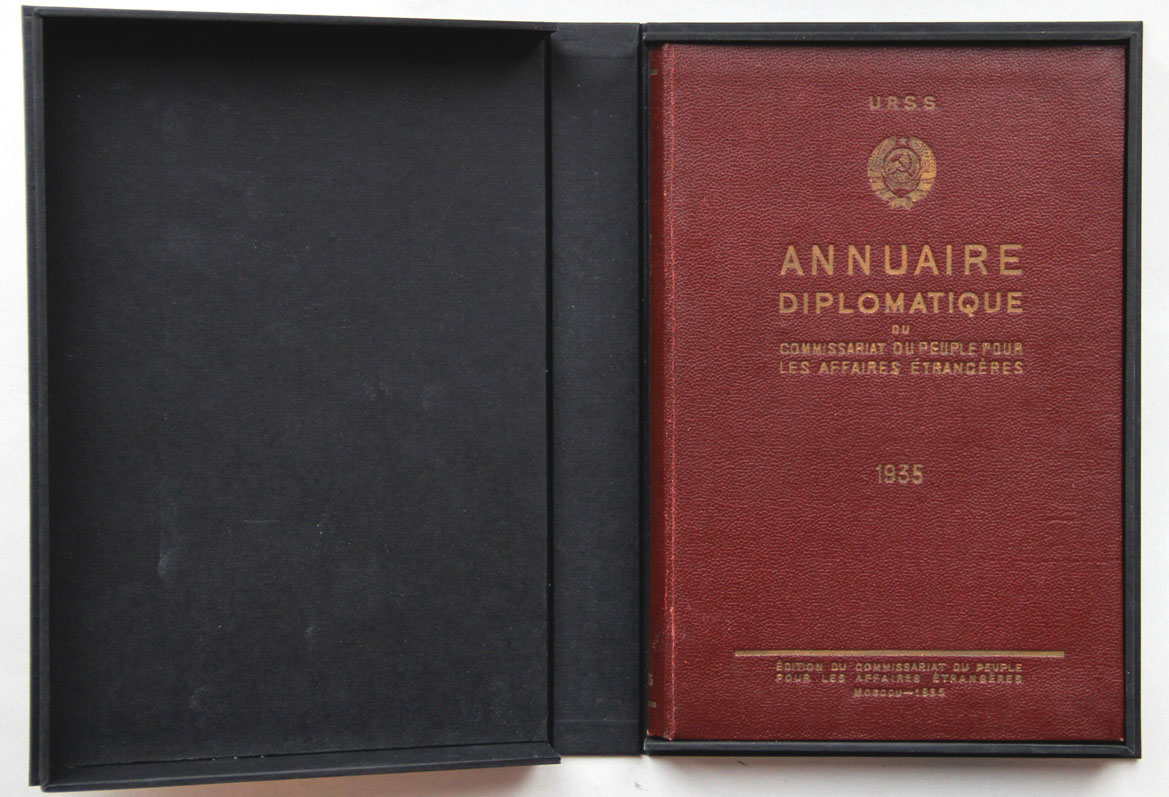 URSS
ANNUAIRE
DIPLOMATIQUE
DU
COMMISSARIAT DU PEUPLE POUR
LES AFFAIRES ÉTRANGÈRES
1935
ÉDITION DU COMMISSARIAT DU PEUPLE
POUR LES AFFAIRES ÉTRANGÈRES
Moscou—1935